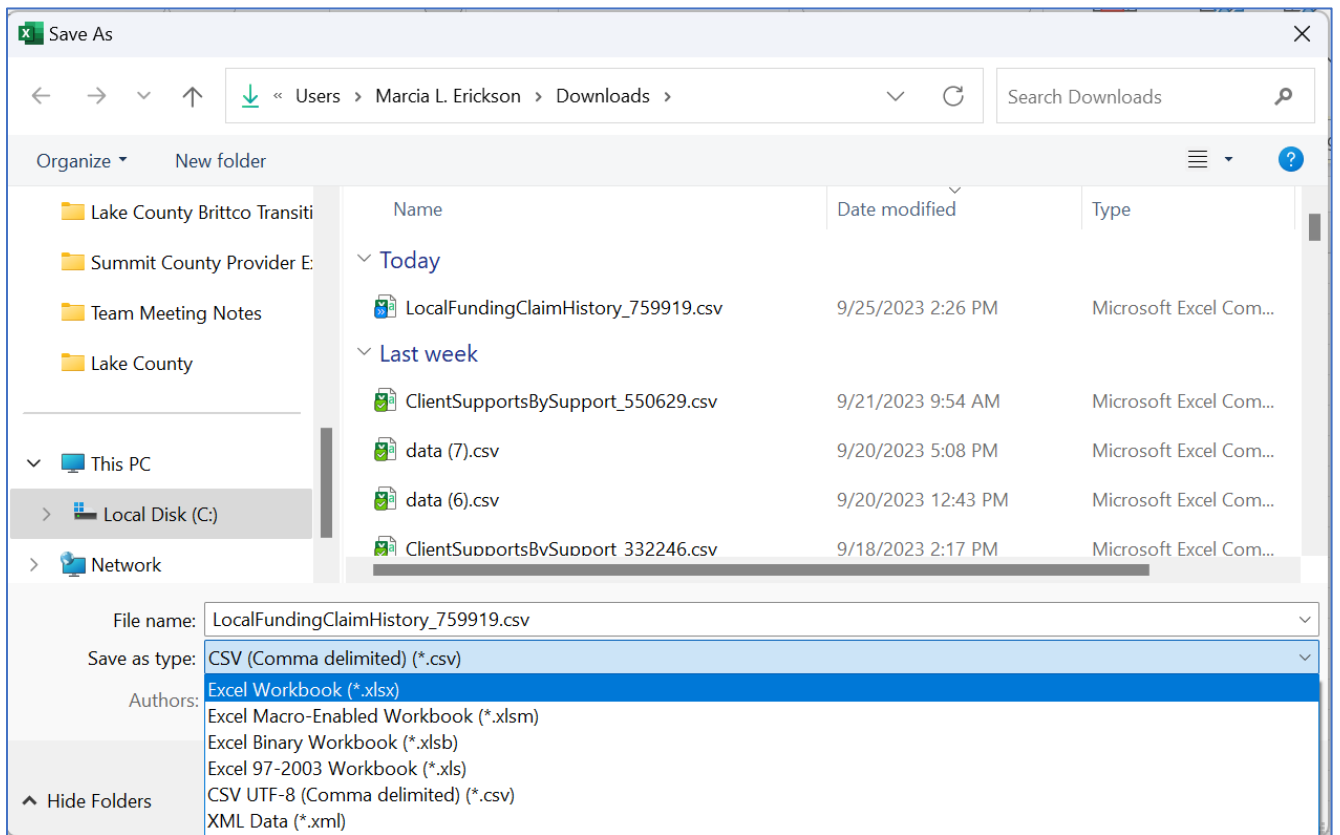 Save As
« Users > Marcia L. Erickson > Downloads >
Search Downloads
Organize
New folder
Lake County Brittco Transiti
Summit County Provider E
Team Meeting Notes
Lake County
This PC
Local Disk (C:)
Network
Name Date modified Type
Today
LocalFundingClaimHistory_759919.csv 9/25/2023 2:26 PM Microsoft Excel Com...
Last week
ClientSupportsBySupport_550629.csv 9/21/2023 9:54 AM Microsoft Excel Com...
data (7).csv 9/20/2023 5:08 PM Microsoft Excel Com...
data (6).csv 9/20/2023 12:43 PM Microsoft Excel Com...
ClientSupportsBySupport_332246.csv 9/18/2023 2:17 PM Microsoft Excel Com...
File name: LocalFundingClaimHistory_759919.csv
Save as type: CSV (Comma delimited) (*.csv)
Authors:
Excel Workbook (*.xlsx)
Excel Macro-Enabled Workbook (*.xlsm)
Excel Binary Workbook (*.xlsb)
Excel 97-2003 Workbook (*.xls)
CSV UTF-8 (Comma delimited) (*.csv)
XML Data (*.xml)
Hide Folders